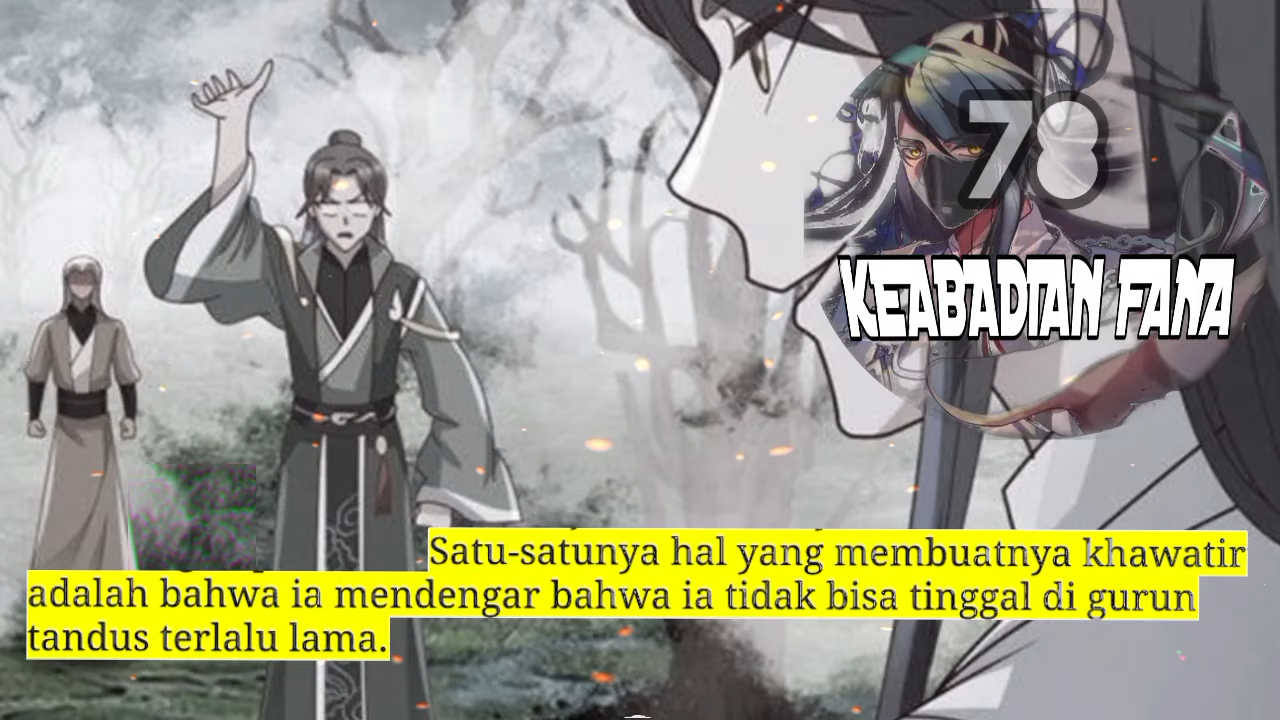 78
KEABADIAN FANA
Satu-satunya hal yang membuatnya khawatir
adalah bahwa ia mendengar bahwa ia tidak bisa tinggal di gurun
tandus terlalu lama.